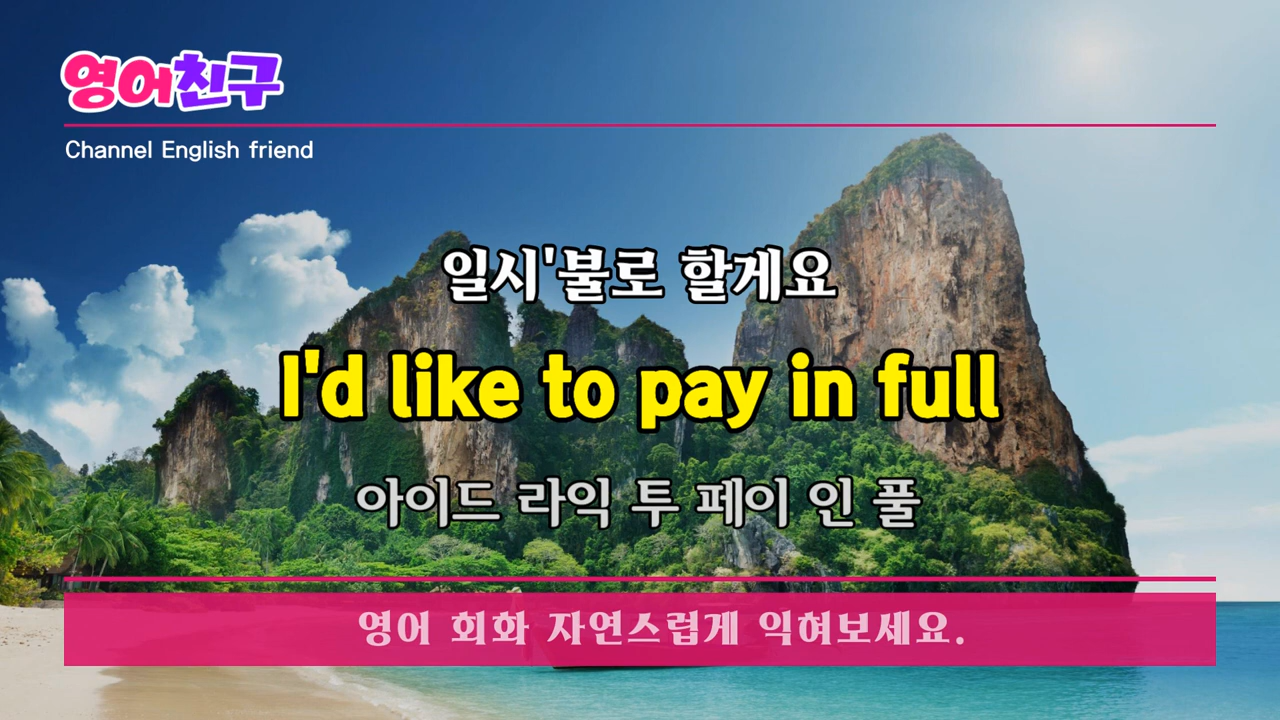 영어친구
Channel English friend
일시'불로 할게요
I'd like to pay in full
아이드 라익 투 페이 인 풀
영어 회화 자연스럽게 익혀보세요.